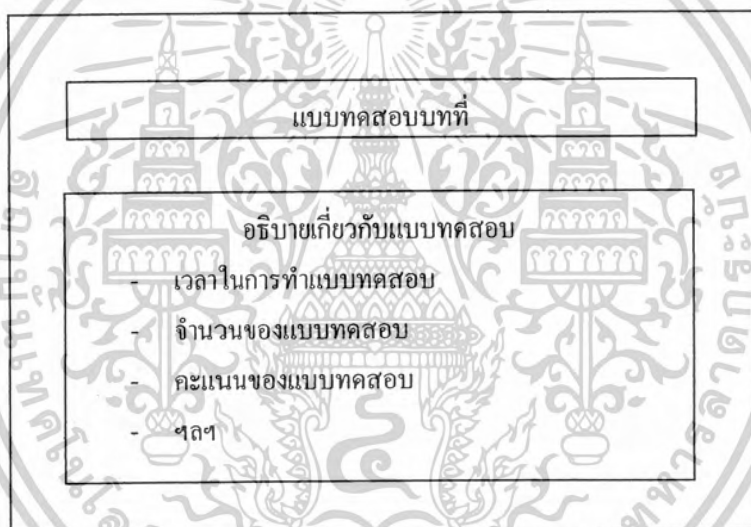 แบบทดสอบบทที่
อธิบายเกี่ยวกับแบบทดสอบ
- เวลาในการทำแบบทดสอบ
- จำนวนของแบบทดสอบ
- คะแนนของแบบทดสอบ
- ฯลฯ